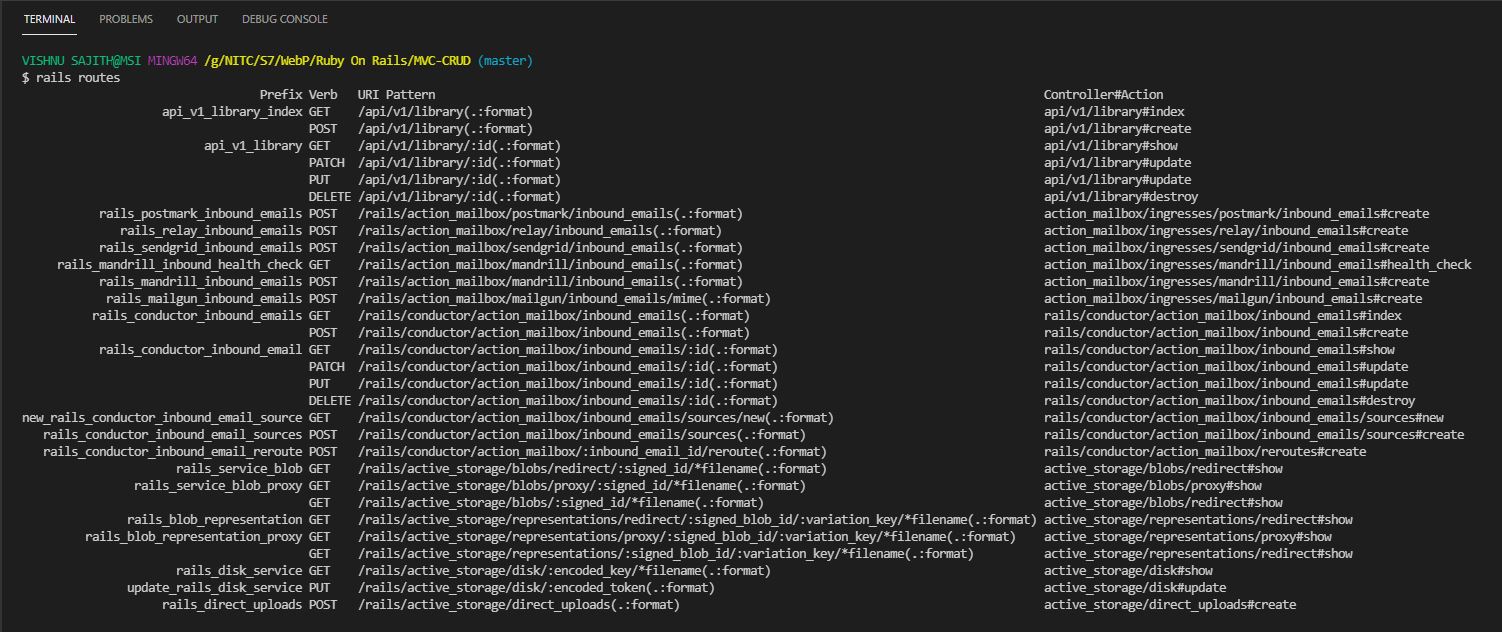 TERMINAL PROBLEMS OUTPUT DEBUG CONSOLE
VISHNU SAJITH@MSI MINGW64 /g/NITC/S7/WebP/Ruby On Rails/MVC-CRUD (master)
$ rails routes
Prefix Verb URI Pattern Controller#Action
api_v1_library_index GET /api/v1/library(.:format) api/v1/library#index
POST /api/v1/library(.:format) api/v1/library#create
api_v1_library GET /api/v1/library/:id(.:format) api/v1/library#show
PATCH /api/v1/library/:id(.:format) api/v1/library#update
PUT /api/v1/library/:id(.:format) api/v1/library#update
DELETE /api/v1/library/:id(.:format) api/v1/library#destroy
rails_postmark_inbound_emails POST /rails/action_mailbox/postmark/inbound_emails(.:format) action_mailbox/ingresses/postmark/inbound_emails#create
rails_relay_inbound_emails POST /rails/action_mailbox/relay/inbound_emails(.:format) action_mailbox/ingresses/relay/inbound_emails#create
rails_sendgrid_inbound_emails POST /rails/action_mailbox/sendgrid/inbound_emails(.:format) action_mailbox/ingresses/sendgrid/inbound_emails#create
rails_mandrill_inbound_health_check GET /rails/action_mailbox/mandrill/inbound_emails(.:format) action_mailbox/ingresses/mandrill/inbound_emails#health_check
rails_mandrill_inbound_emails POST /rails/action_mailbox/mandrill/inbound_emails(.:format) action_mailbox/ingresses/mandrill/inbound_emails#create
rails_mailgun_inbound_emails POST /rails/action_mailbox/mailgun/inbound_emails/mime(.:format) action_mailbox/ingresses/mailgun/inbound_emails#create
rails_conductor_inbound_emails GET /rails/conductor/action_mailbox/inbound_emails(.:format) rails/conductor/action_mailbox/inbound_emails#index
POST /rails/conductor/action_mailbox/inbound_emails(.:format) rails/conductor/action_mailbox/inbound_emails#create
rails_conductor_inbound_email GET /rails/conductor/action_mailbox/inbound_emails/:id(.:format) rails/conductor/action_mailbox/inbound_emails#show
PATCH /rails/conductor/action_mailbox/inbound_emails/:id(.:format) rails/conductor/action_mailbox/inbound_emails#update
PUT /rails/conductor/action_mailbox/inbound_emails/:id(.:format) rails/conductor/action_mailbox/inbound_emails#update
DELETE /rails/conductor/action_mailbox/inbound_emails/:id(.:format) rails/conductor/action_mailbox/inbound_emails#destroy
new_rails_conductor_inbound_email_source GET /rails/conductor/action_mailbox/inbound_emails/sources/new(.:format) rails/conductor/action_mailbox/inbound_emails/sources#new
rails_conductor_inbound_email_sources POST /rails/conductor/action_mailbox/inbound_emails/sources(.:format) rails/conductor/action_mailbox/inbound_emails/sources#create
rails_conductor_inbound_email_reroute POST /rails/conductor/action_mailbox/:inbound_email_id/reroute(.:format) rails/conductor/action_mailbox/reroutes#create
rails_service_blob GET /rails/active_storage/blobs/redirect/:signed_id/*filename(.:format) active_storage/blobs/redirect#show
rails_service_blob_proxy GET /rails/active_storage/blobs/proxy/:signed_id/*filename(.:format) active_storage/blobs/proxy#show
GET /rails/active_storage/blobs/:signed_id/*filename(.:format) active_storage/blobs/redirect#show
rails_blob_representation GET /rails/active_storage/representations/redirect/:signed_blob_id/:variation_key/*filename(.:format) active_storage/representations/redirect#show
rails_blob_representation_proxy GET /rails/active_storage/representations/proxy/:signed_blob_id/:variation_key/*filename(.:format) active_storage/representations/proxy#show
GET /rails/active_storage/representations/:signed_blob_id/:variation_key/*filename(.:format) active_storage/representations/redirect#show
rails_disk_service GET /rails/active_storage/disk/:encoded_key/*filename(.:format) active_storage/disk#show
update_rails_disk_service PUT /rails/active_storage/disk/:encoded_token(.:format) active_storage/disk#update
rails_direct_uploads POST /rails/active_storage/direct_uploads(.:format) active_storage/direct_uploads#create